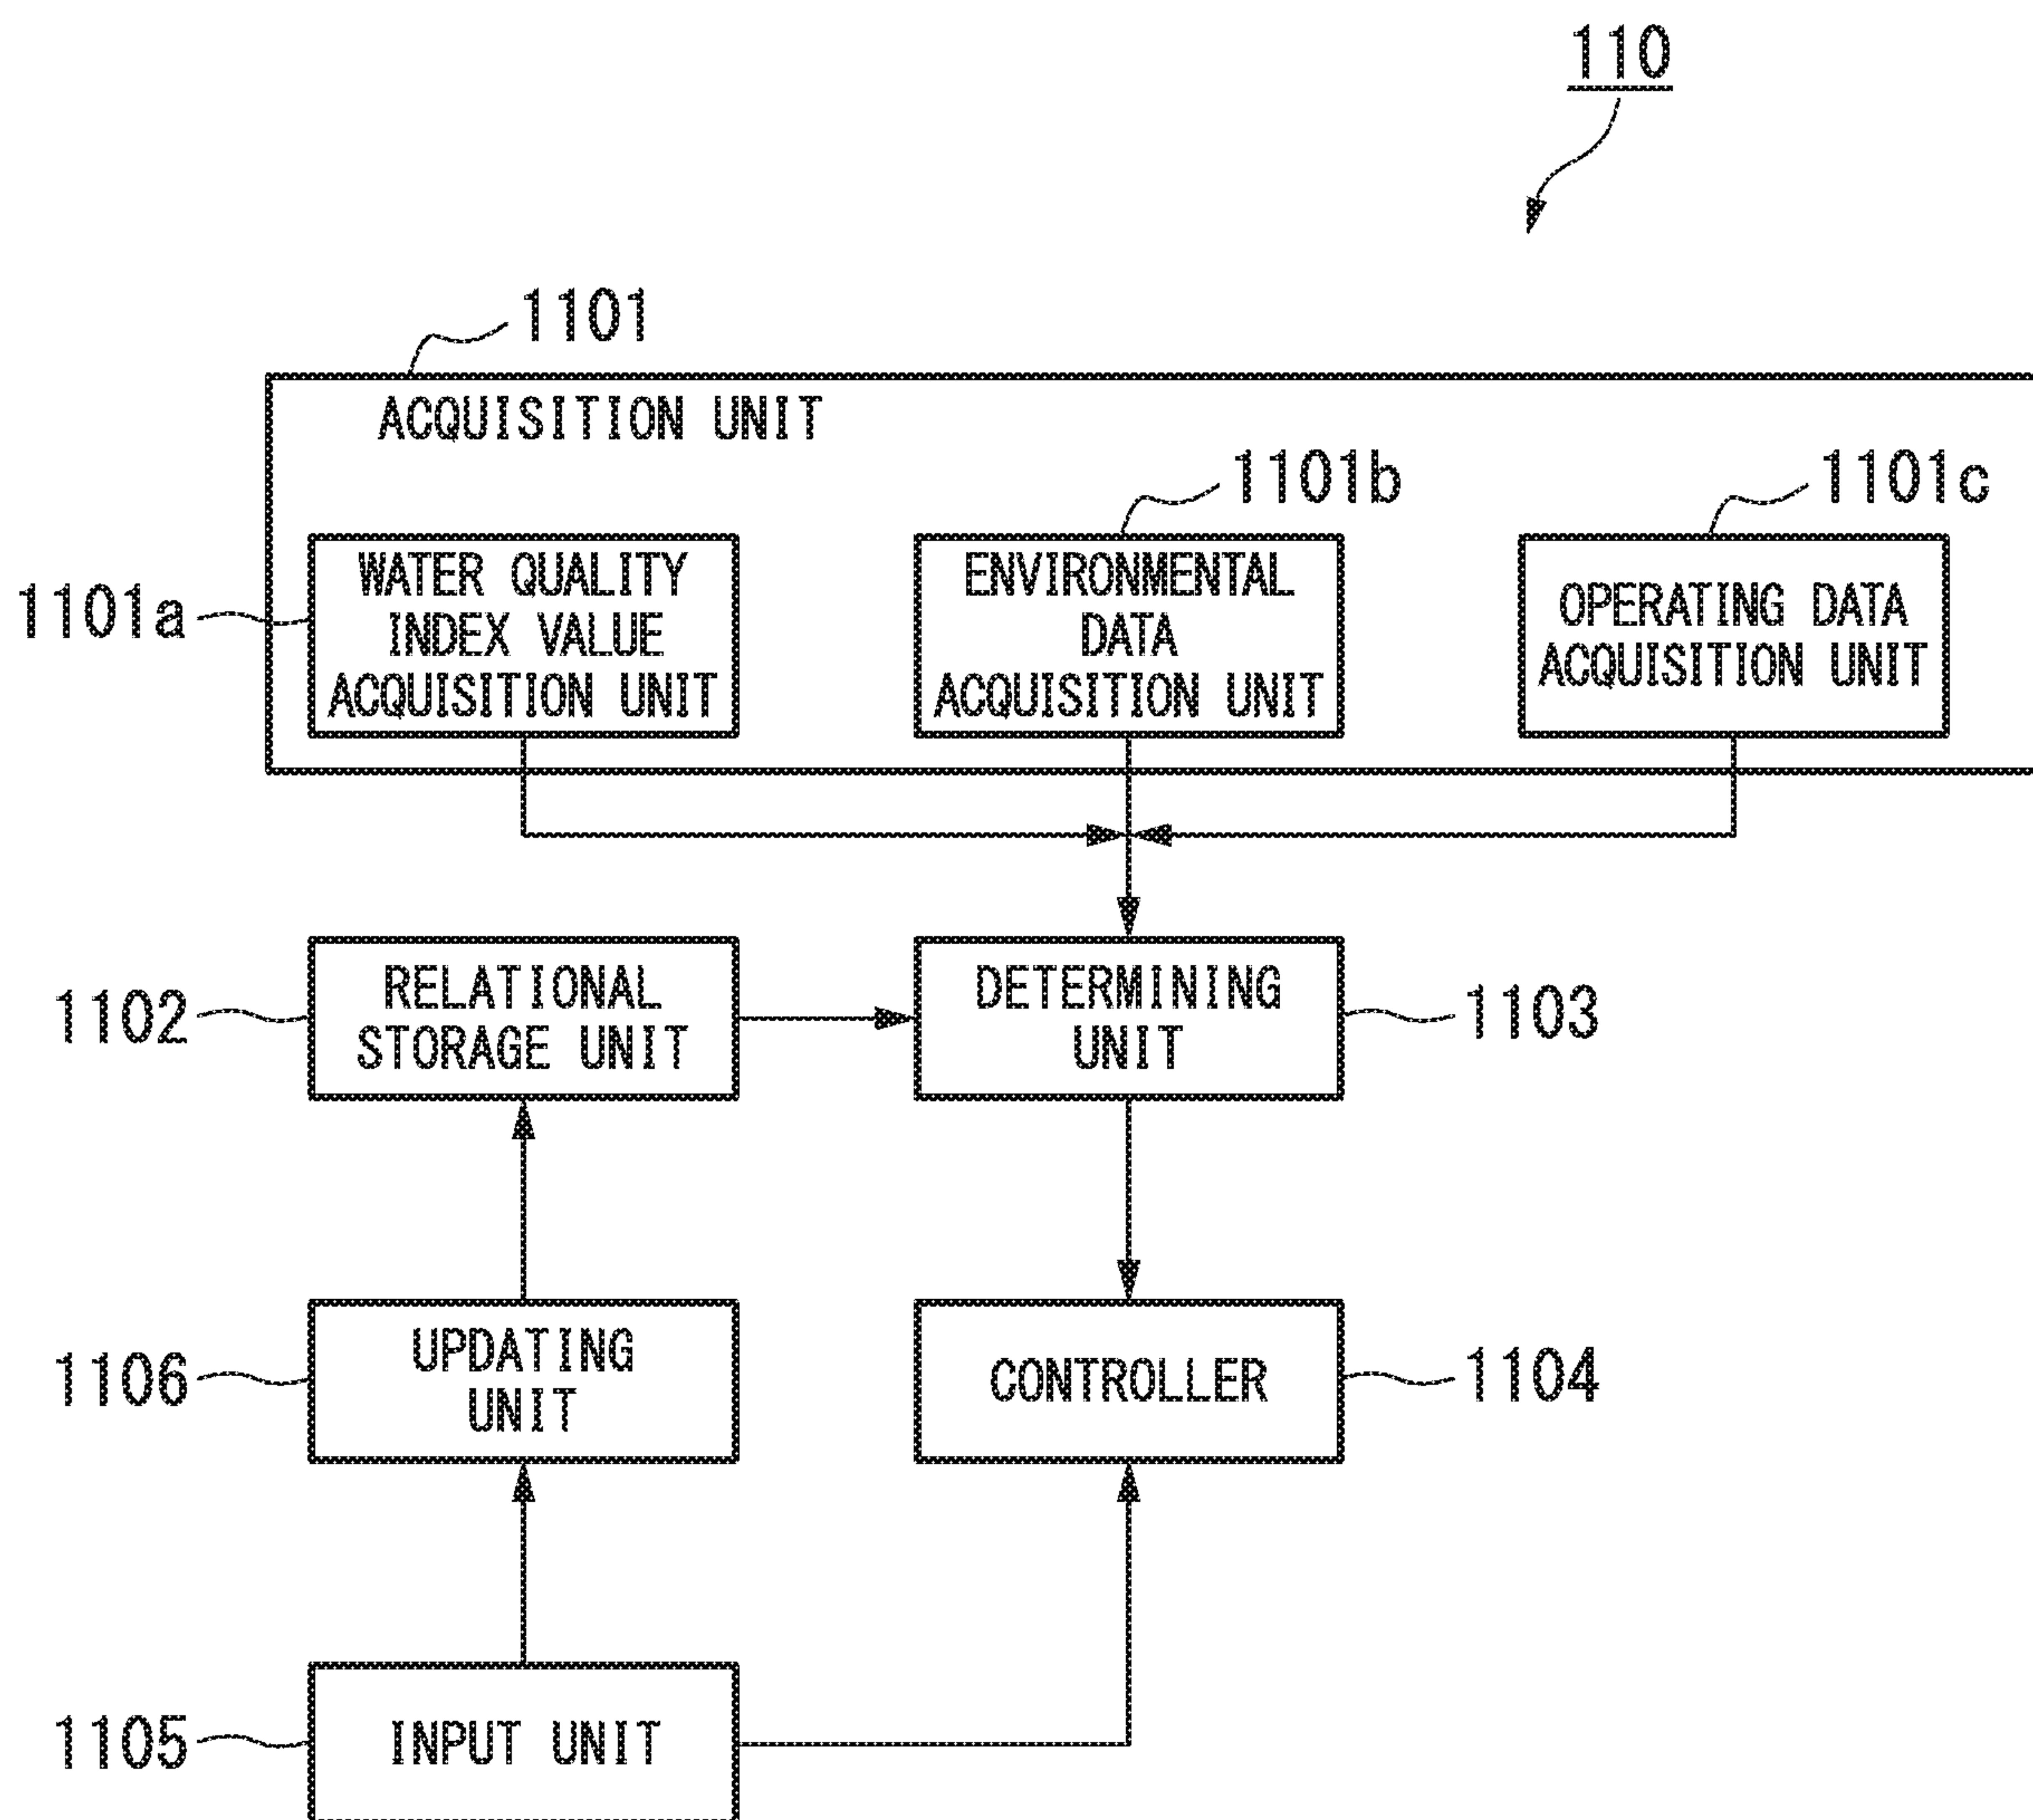 110
1101
ACQUISITION UNIT
1101b
1101c
1101a
WATER QUALITY
INDEX VALUE
ACQUISITION UNIT
ENVIRONMENTAL
DATA
ACQUISITION UNIT
OPERATING DATA
ACQUISITION UNIT
1102
RELATIONAL
STORAGE UNIT
DETERMINING
UNIT
1103
1106
UPDATING
UNIT
CONTROLLER
1104
1105
INPUT UNIT